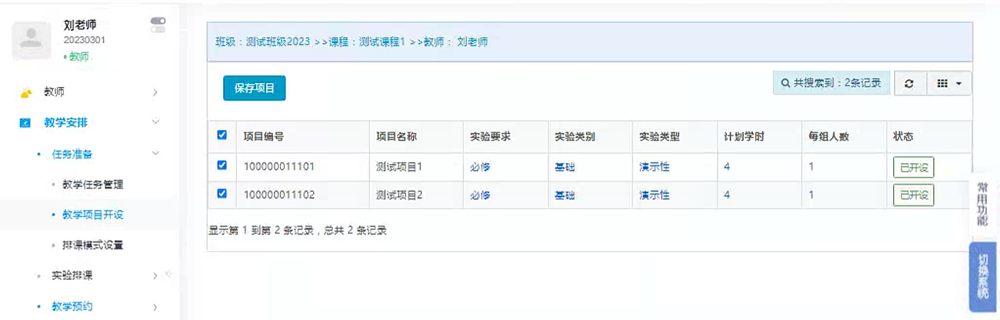 刘老师
20230301
教师
教师
教学安排
任务准备
教学任务管理
教学项目开设
排课模式设置
实验排课
教学预约
班级：测试班级2023 >>课程：测试课程1 >>教师： 刘老师
保存项目
共搜索到：2条记录
项目编号 项目名称 实验要求 实验类别 实验类型 计划学时 每组人数 状态
100000011101 测试项目1 必修 基础 演示性 4 1 已开设
100000011102 测试项目2 必修 基础 演示性 4 1 已开设
显示第 1 到第 2 条记录，总共 2 条记录
常用功能
切换系统